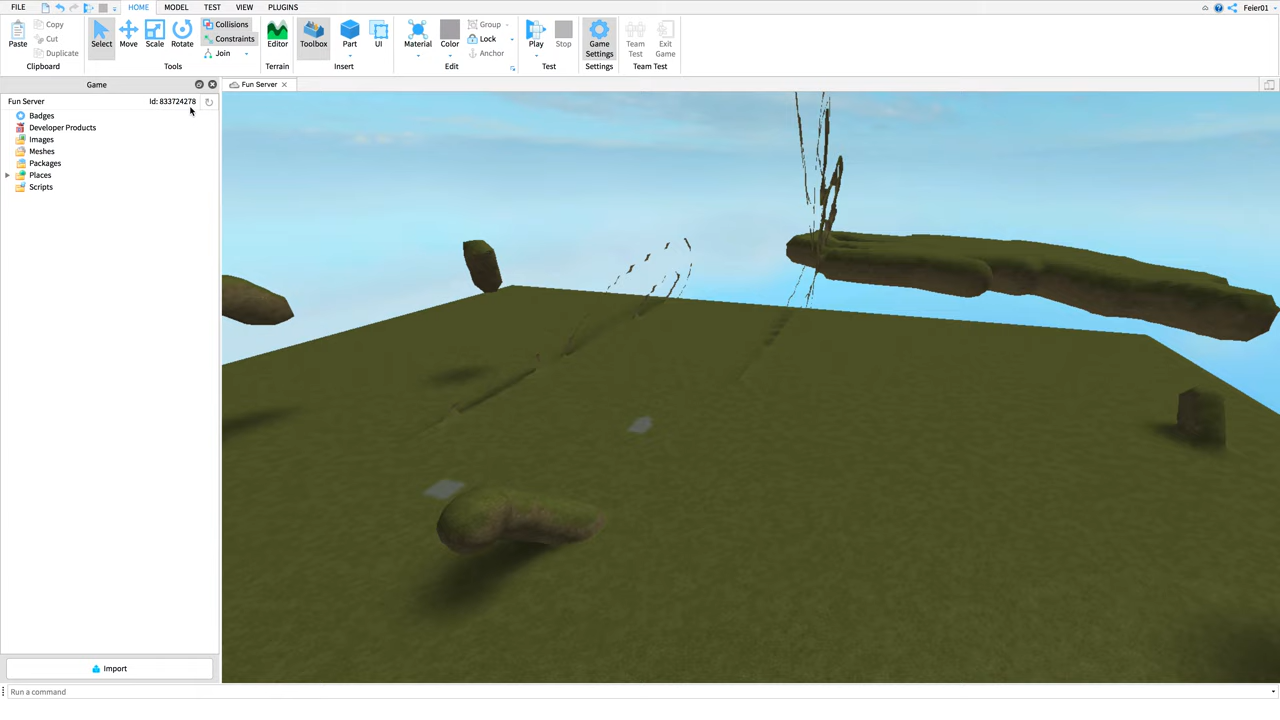 FILE HOME MODEL TEST VIEW PLUGINS Feier01
Paste Copy Cut Duplicate Select Move Scale Rotate Collisions Constraints Join Editor Toolbox Part UI Material Color Group Lock Anchor Play Stop Game Settings Team Test Exit Game
Clipboard Tools Terrain Insert Edit Test Settings Team Test
Game Fun Server
Fun Server Id: 833724278
Badges
Developer Products
Images
Meshes
Packages
Places
Scripts
Import
Run a command